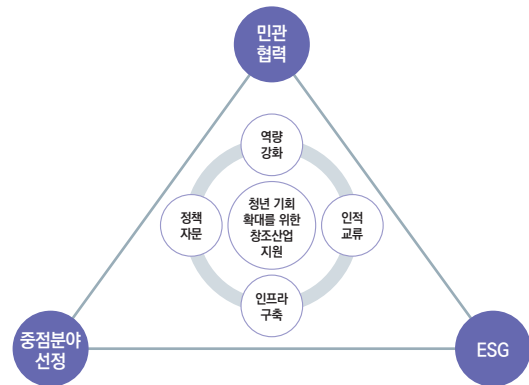 민관
협력
역량
강화
정책
자문
청년 기회
확대를 위한
창조산업
지원
인적
교류
인프라
구축
중점분야
선정
ESG